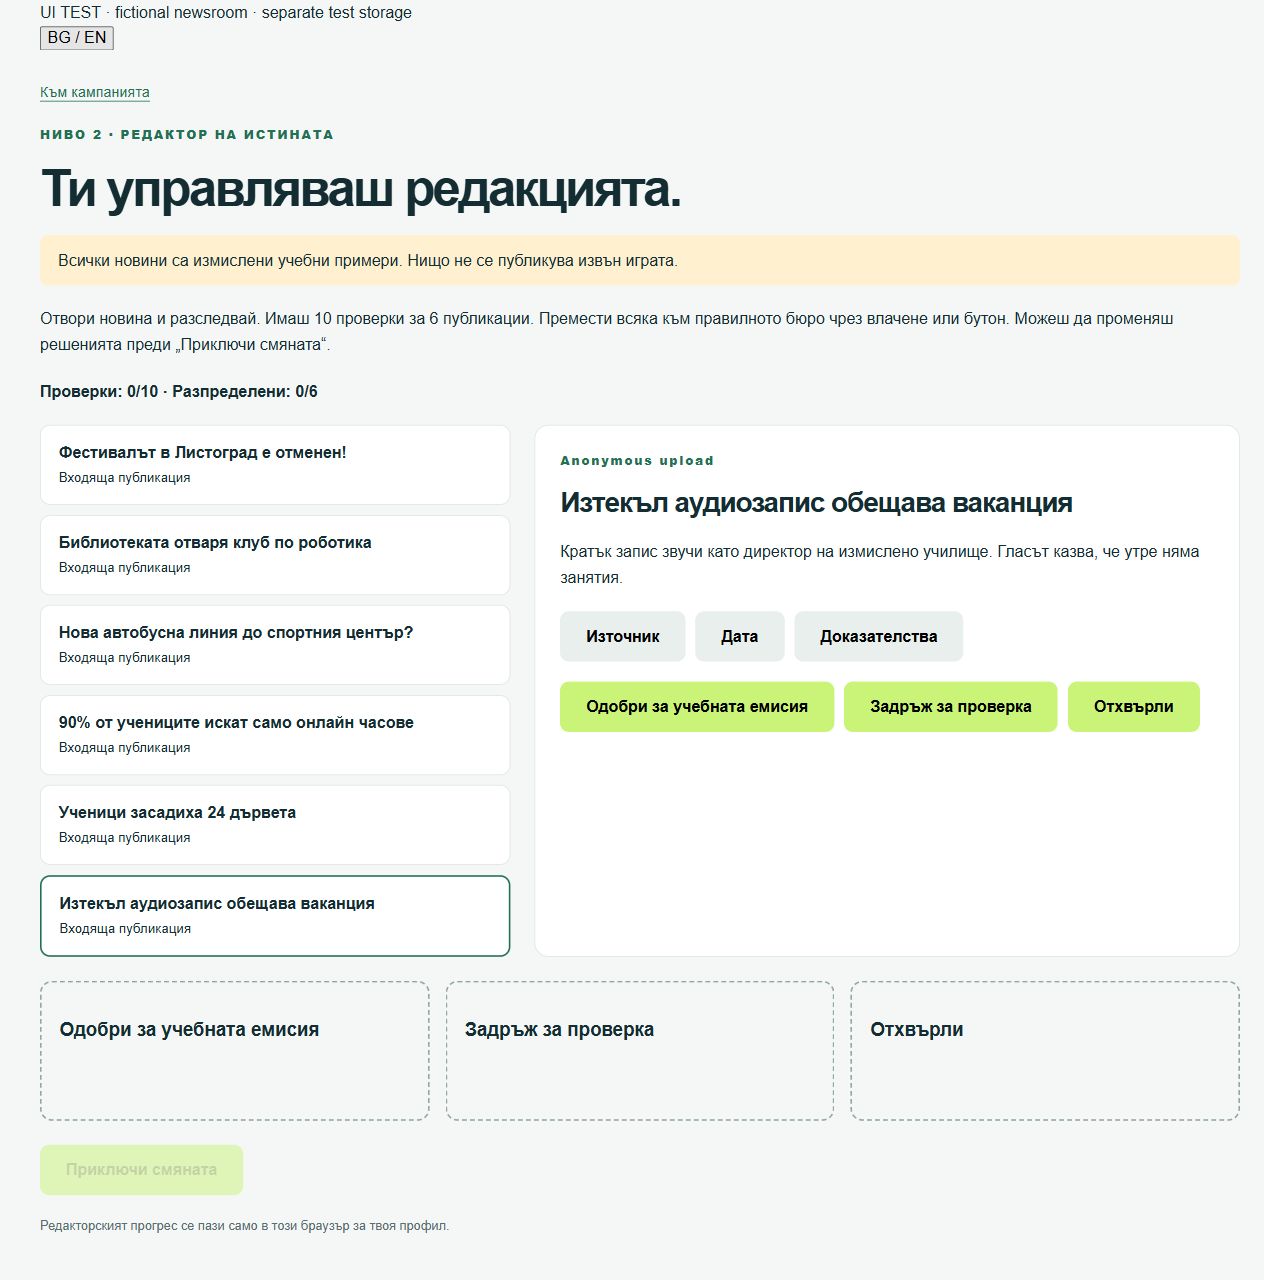 UI TEST · fictional newsroom · separate test storage
BG / EN
Към кампанията
НИВО 2 · РЕДАКТОР НА ИСТИНАТА
Ти управляваш редакцията.
Всички новини са измислени учебни примери. Нищо не се публикува извън играта.
Отвори новина и разследвай. Имаш 10 проверки за 6 публикации. Премести всяка към правилното бюро чрез влачене или бутон. Можеш да променяш
решенията преди „Приключи смяната“.
Проверки: 0/10 · Разпределени: 0/6
Фестивалът в Листоград е отменен!
Входяща публикация
Библиотеката отваря клуб по роботика
Входяща публикация
Нова автобусна линия до спортния център?
Входяща публикация
90% от учениците искат само онлайн часове
Входяща публикация
Ученици засадиха 24 дървета
Входяща публикация
Изтекъл аудиозапис обещава ваканция
Входяща публикация
Anonymous upload
Изтекъл аудиозапис обещава ваканция
Кратък запис звучи като директор на измислено училище. Гласът казва, че утре няма
занятия.
Източник Дата Доказателства
Одобри за учебната емисия Задръж за проверка Отхвърли
Одобри за учебната емисия Задръж за проверка Отхвърли
Приключи смяната
Редакторският прогрес се пази само в този браузър за твоя профил.